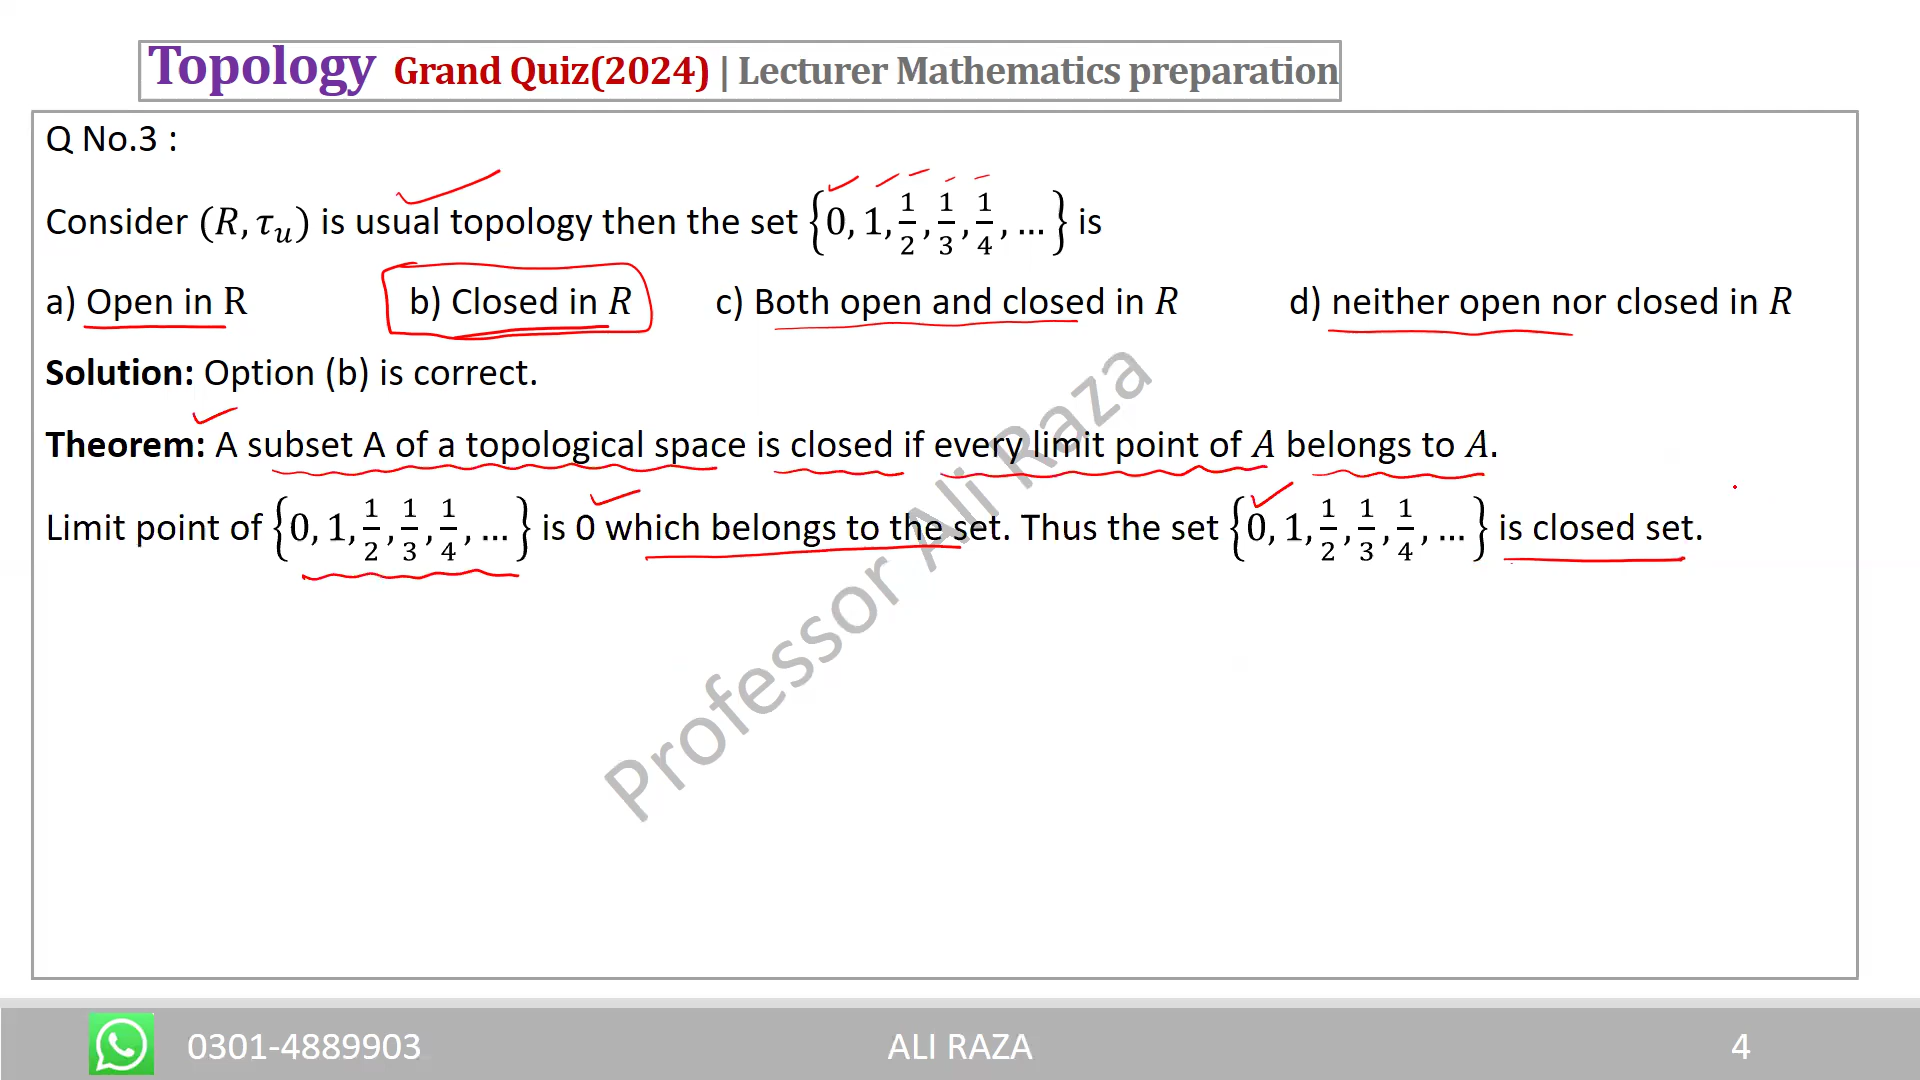 Topology Grand Quiz(2024) | Lecturer Mathematics preparation
Q No.3 :
Consider (R, τᵤ) is usual topology then the set {0, 1, 1/2, 1/3, 1/4, ...} is
a) Open in R b) Closed in R c) Both open and closed in R d) neither open nor closed in R
Solution: Option (b) is correct.
Theorem: A subset A of a topological space is closed if every limit point of A belongs to A.
Limit point of {0, 1, 1/2, 1/3, 1/4, ...} is 0 which belongs to the set. Thus the set {0, 1, 1/2, 1/3, 1/4, ...} is closed set.
Professor Ali Raza
0301-4889903 ALI RAZA 4